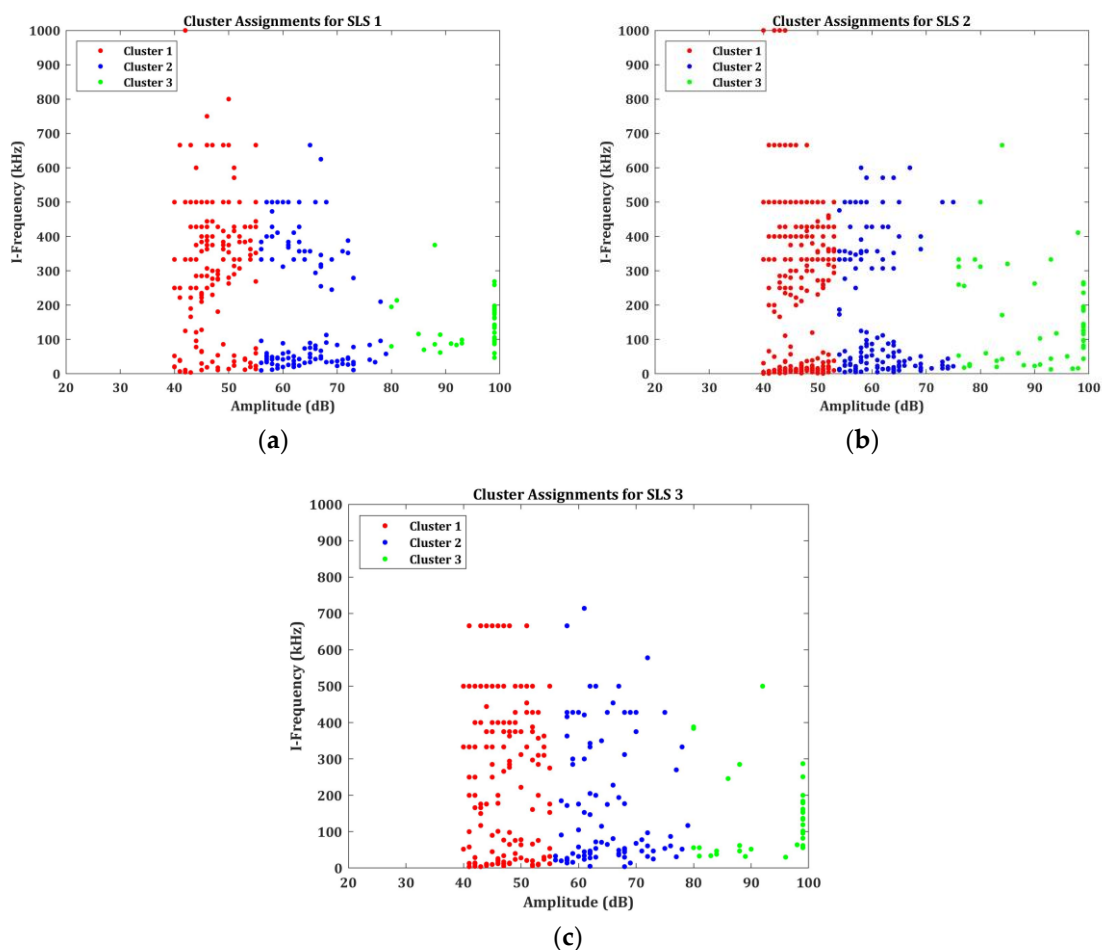 Cluster Assignments for SLS 1
1000
900
800
700
600
500
400
300
200
100
0
I-Frequency (kHz)
Cluster 1
Cluster 2
Cluster 3
20 30 40 50 60 70 80 90 100
Amplitude (dB)
(a)
Cluster Assignments for SLS 2
1000
900
800
700
600
500
400
300
200
100
0
I-Frequency (kHz)
Cluster 1
Cluster 2
Cluster 3
20 30 40 50 60 70 80 90 100
Amplitude (dB)
(b)
Cluster Assignments for SLS 3
1000
900
800
700
600
500
400
300
200
100
0
I-Frequency (kHz)
Cluster 1
Cluster 2
Cluster 3
20 30 40 50 60 70 80 90 100
Amplitude (dB)
(c)